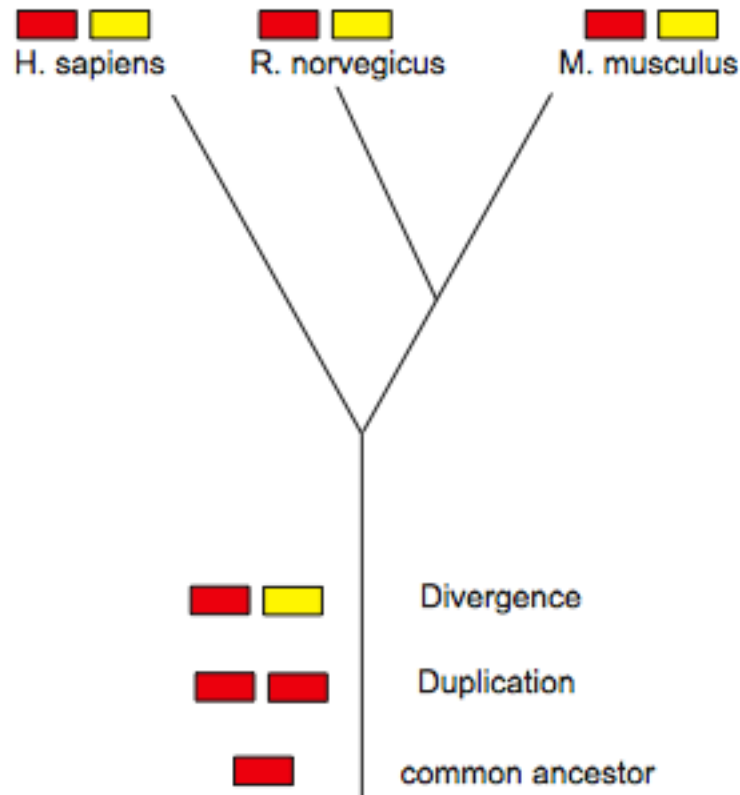 H. sapiens
R. norvegicus
M. musculus
Divergence
Duplication
common ancestor